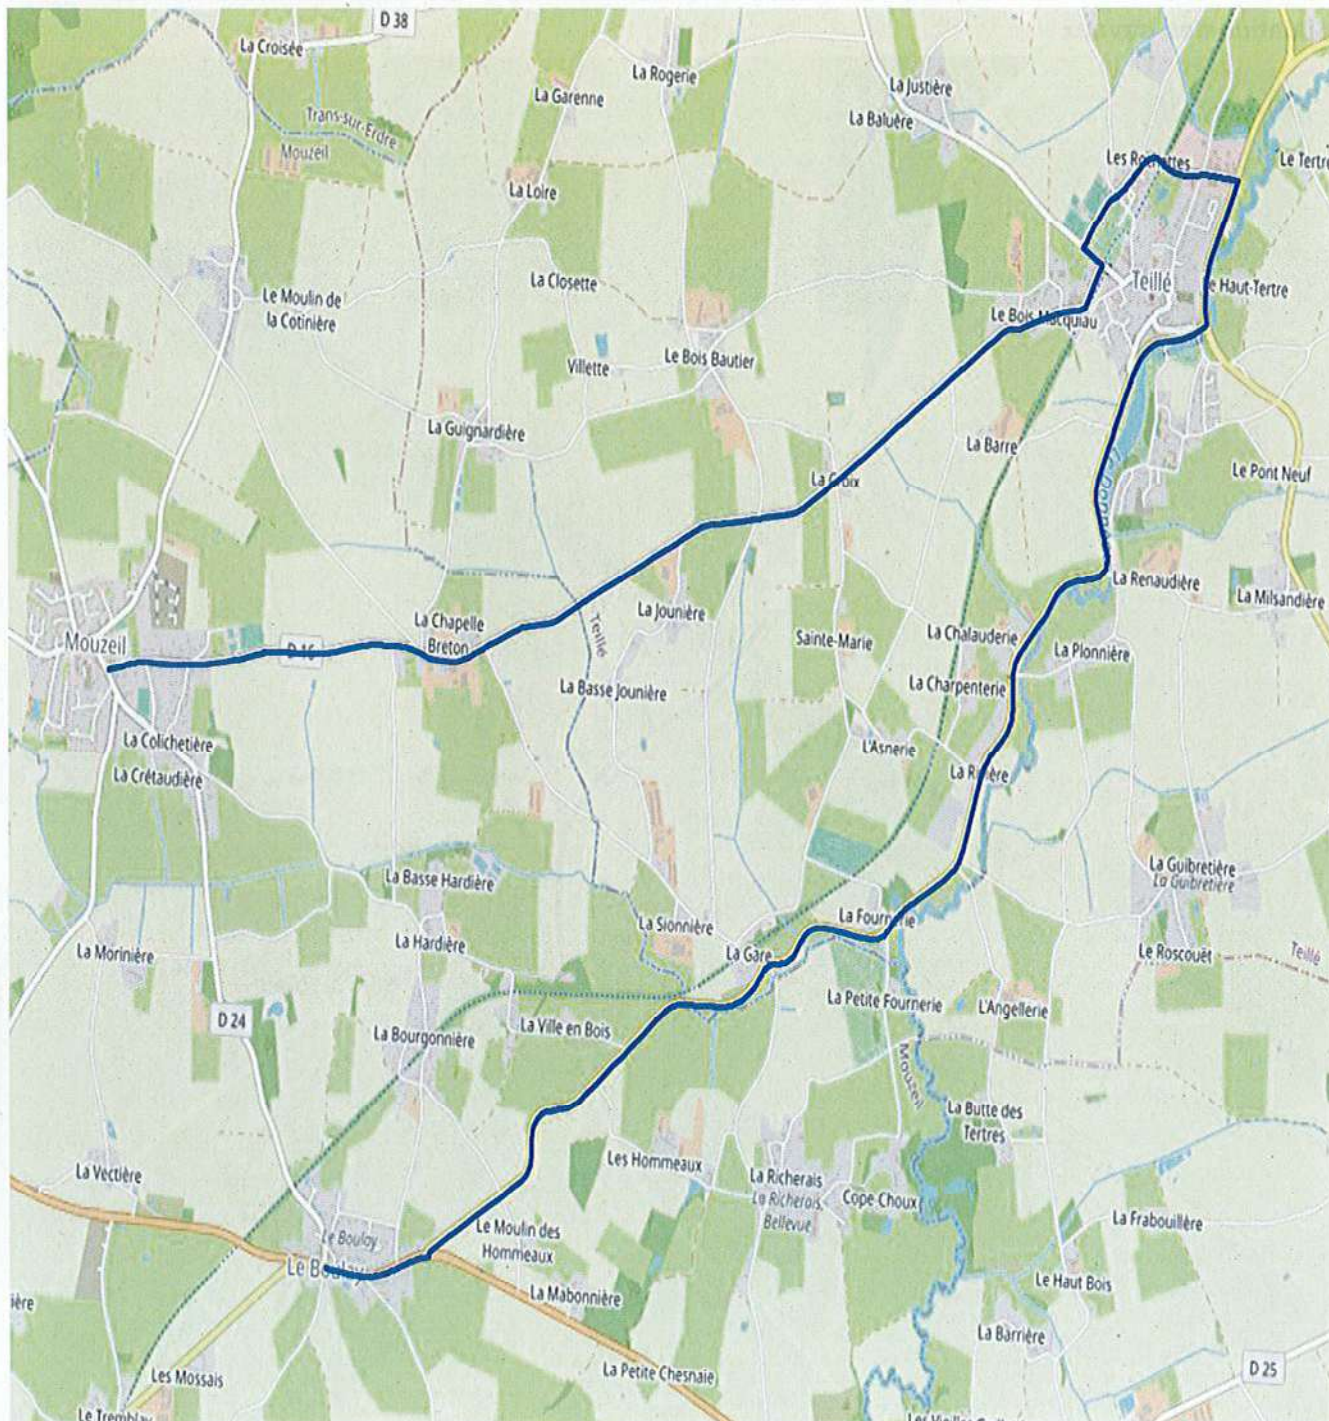 D 38
La Croisée
La Rogerie
La Garenne
La Justière
Trans-sur-Erdre
La Baluère
Mouzeil
Les Rochettes
Le Tertre
La Loire
La Closette
Teillé
Le Haut-Tertre
Le Moulin de
la Cotinière
Le Bois Macquiau
Villette
Le Bois Bautier
La Guignardière
La Barre
Le Pont Neuf
La Croix
La Renaudière
La Milsandière
La Jounière
La Chapelle
Breton
Teillé
Mouzeil
D 16
Sainte-Marie
La Chalauderie
La Plonnière
La Charpenterie
La Basse Jounière
La Colichetière
L'Asnerie
La Crétaudière
La Rivière
La Guibretière
La Guibretière
La Basse Hardière
La Sionnière
La Fournerie
La Hardière
La Morinière
La Gare
Le Roscouët
Teillé
La Petite Fournerie
L'Angellerie
D 24
La Ville en Bois
La Bourgonnière
Mouzeil
La Butte des
Tertres
Les Hommeaux
La Vectière
La Richerais
La Richerais,
Bellevue
Cope-Choux
La Frabouillère
Le Boulay
Le Moulin des
Hommeaux
Le Boulay
Le Haut Bois
La Mabonnière
ière
La Barrière
Les Mossais
La Petite Chesnaie
D 25
Le Tremblay